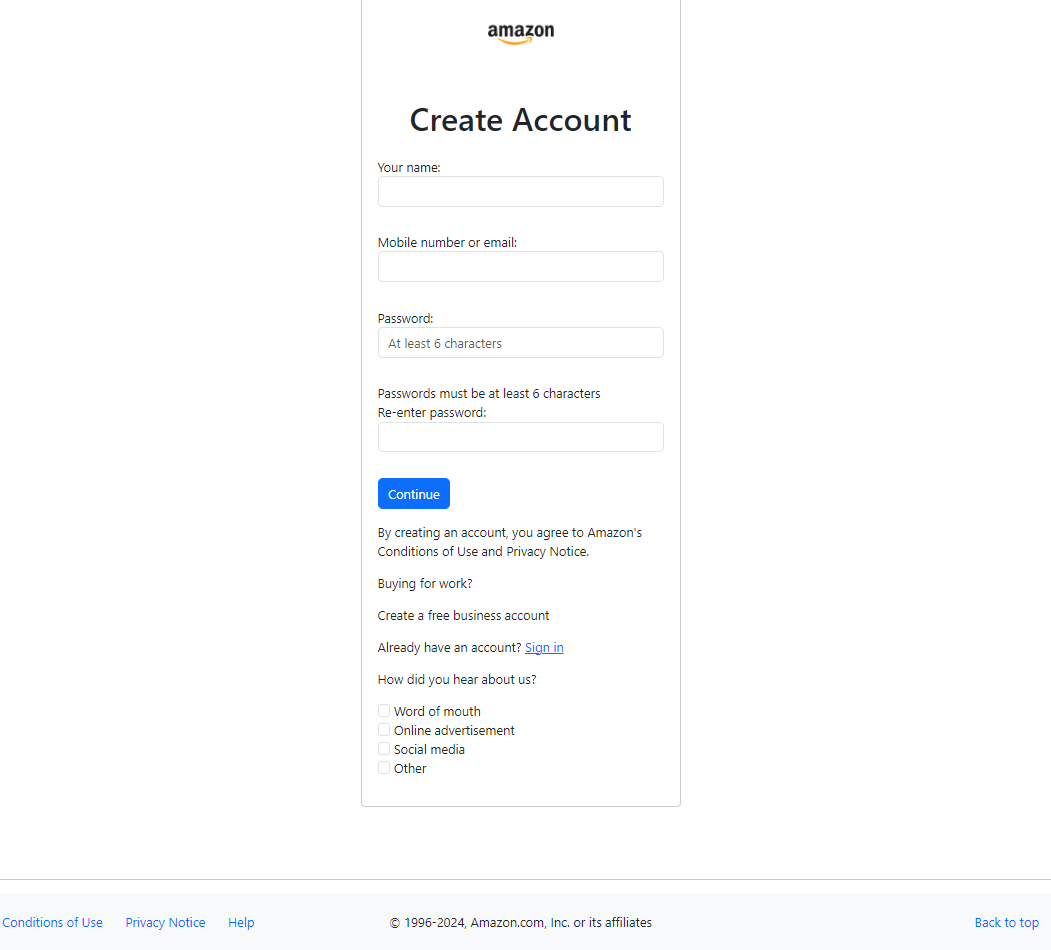 amazon
Create Account
Your name:
Mobile number or email:
Password:
At least 6 characters
Passwords must be at least 6 characters
Re-enter password:
Continue
By creating an account, you agree to Amazon's
Conditions of Use and Privacy Notice.
Buying for work?
Create a free business account
Already have an account? Sign in
How did you hear about us?
Word of mouth
Online advertisement
Social media
Other
Conditions of Use Privacy Notice Help © 1996-2024, Amazon.com, Inc. or its affiliates Back to top